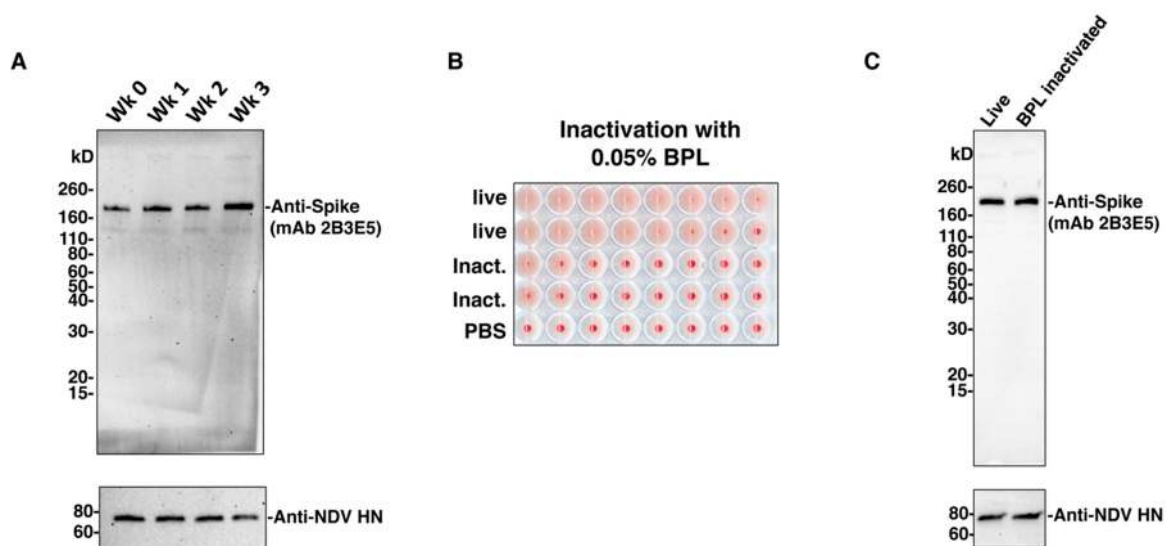 A
Wk 0
Wk 1
Wk 2
Wk 3
kD
260-
160-
110-
80-
60-
50-
40-
30-
20-
15-
-Anti-Spike
(mAb 2B3E5)
80-
60-
-Anti-NDV HN
B
Inactivation with
0.05% BPL
live
live
Inact.
Inact.
PBS
C
Live
BPL inactivated
kD
260-
160-
110-
80-
60-
50-
40-
30-
20-
15-
-Anti-Spike
(mAb 2B3E5)
80-
60-
-Anti-NDV HN